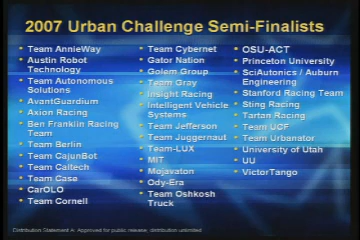 2007 Urban Challenge Semi-Finalists
Team AnnieWay
Austin Robot
Technology
Team Autonomous
Solutions
AvantGuardium
Axion Racing
Ben Franklin Racing
Team
Team Berlin
Team CajunBot
Team Caltech
Team Case
CarOLO
Team Cornell
Team Cybernet
Gator Nation
Golem Group
Team Gray
Insight Racing
Intelligent Vehicle
Systems
Team Jefferson
Team Juggernaut
Team-LUX
MIT
Mojavaton
Ody-Era
Team Oshkosh
Truck
OSU-ACT
Princeton University
SciAutonics / Auburn
Engineering
Stanford Racing Team
Sting Racing
Tartan Racing
Team UCF
Team Urbanator
University of Utah
UU
VictorTango
Distribution Statement A: Approved for public release, distribution unlimited